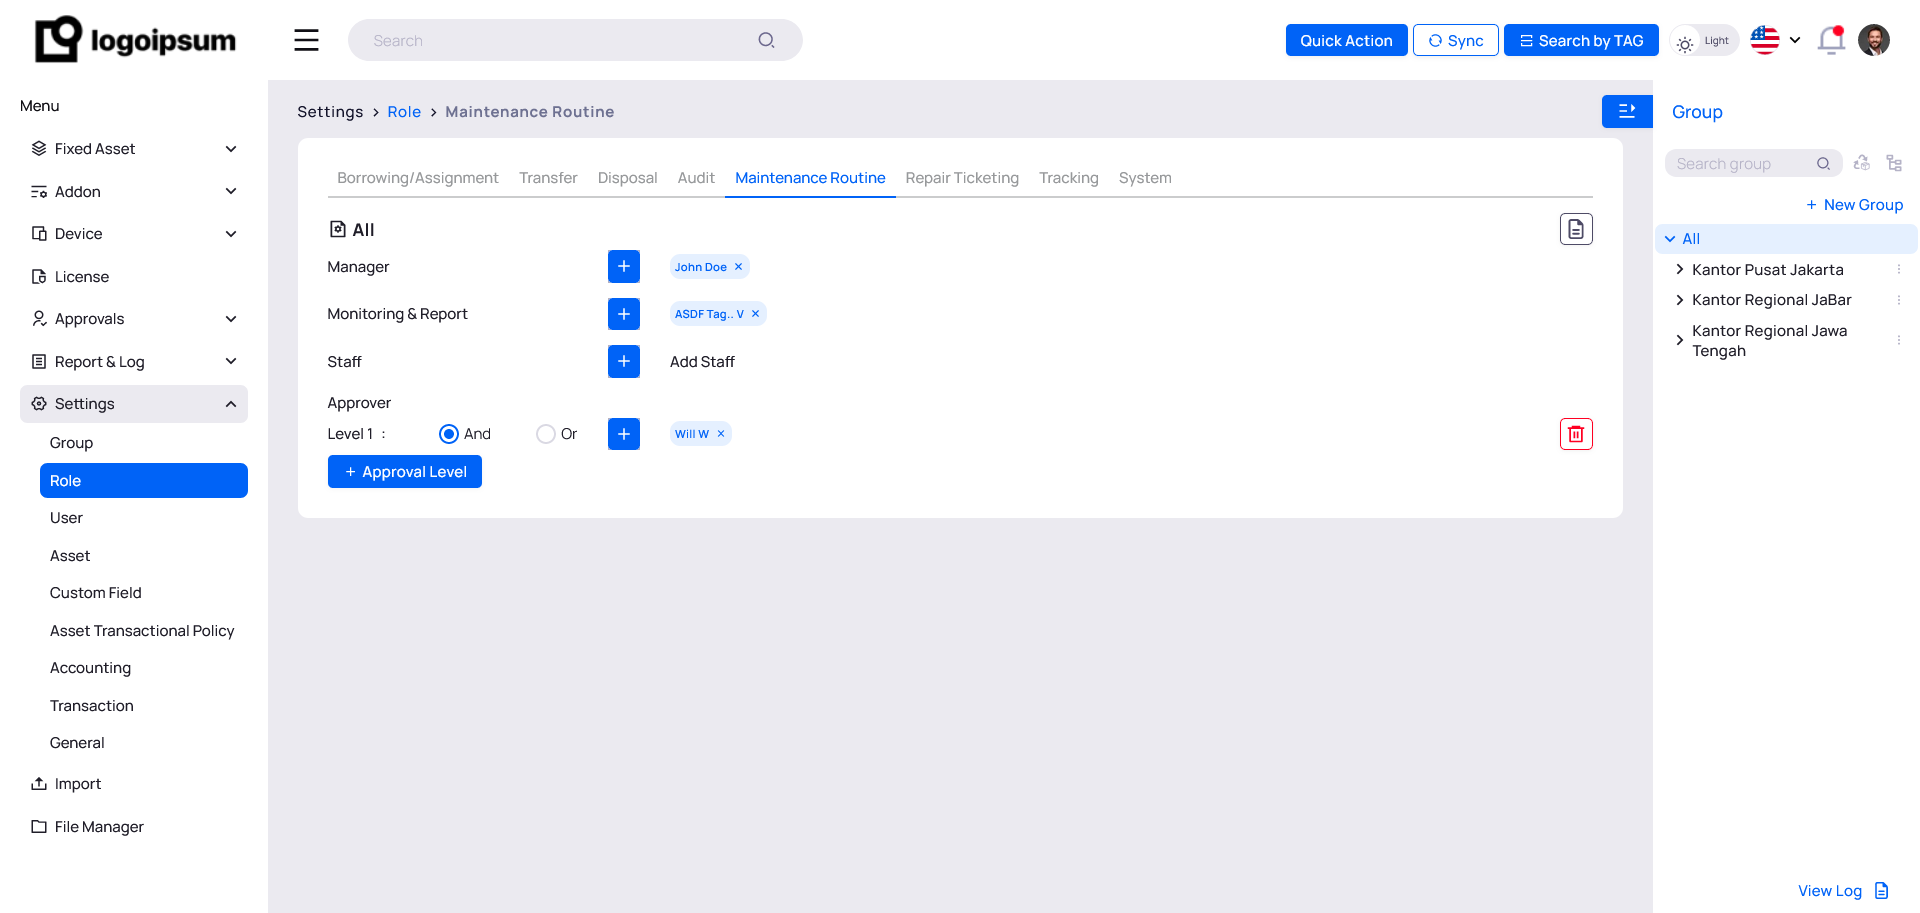 logoipsum
Search
Quick Action
Sync
Search by TAG
Light
Menu
Fixed Asset
Addon
Device
License
Approvals
Report & Log
Settings
Group
Role
User
Asset
Custom Field
Asset Transactional Policy
Accounting
Transaction
General
Import
File Manager
Settings > Role > Maintenance Routine
Borrowing/Assignment Transfer Disposal Audit Maintenance Routine Repair Ticketing Tracking System
All
Manager + John Doe ×
Monitoring & Report + ASDF Tag.. V ×
Staff + Add Staff
Approver
Level 1 : And Or + Will W ×
+ Approval Level
Group
Search group
+ New Group
All
Kantor Pusat Jakarta
Kantor Regional JaBar
Kantor Regional Jawa
Tengah
View Log